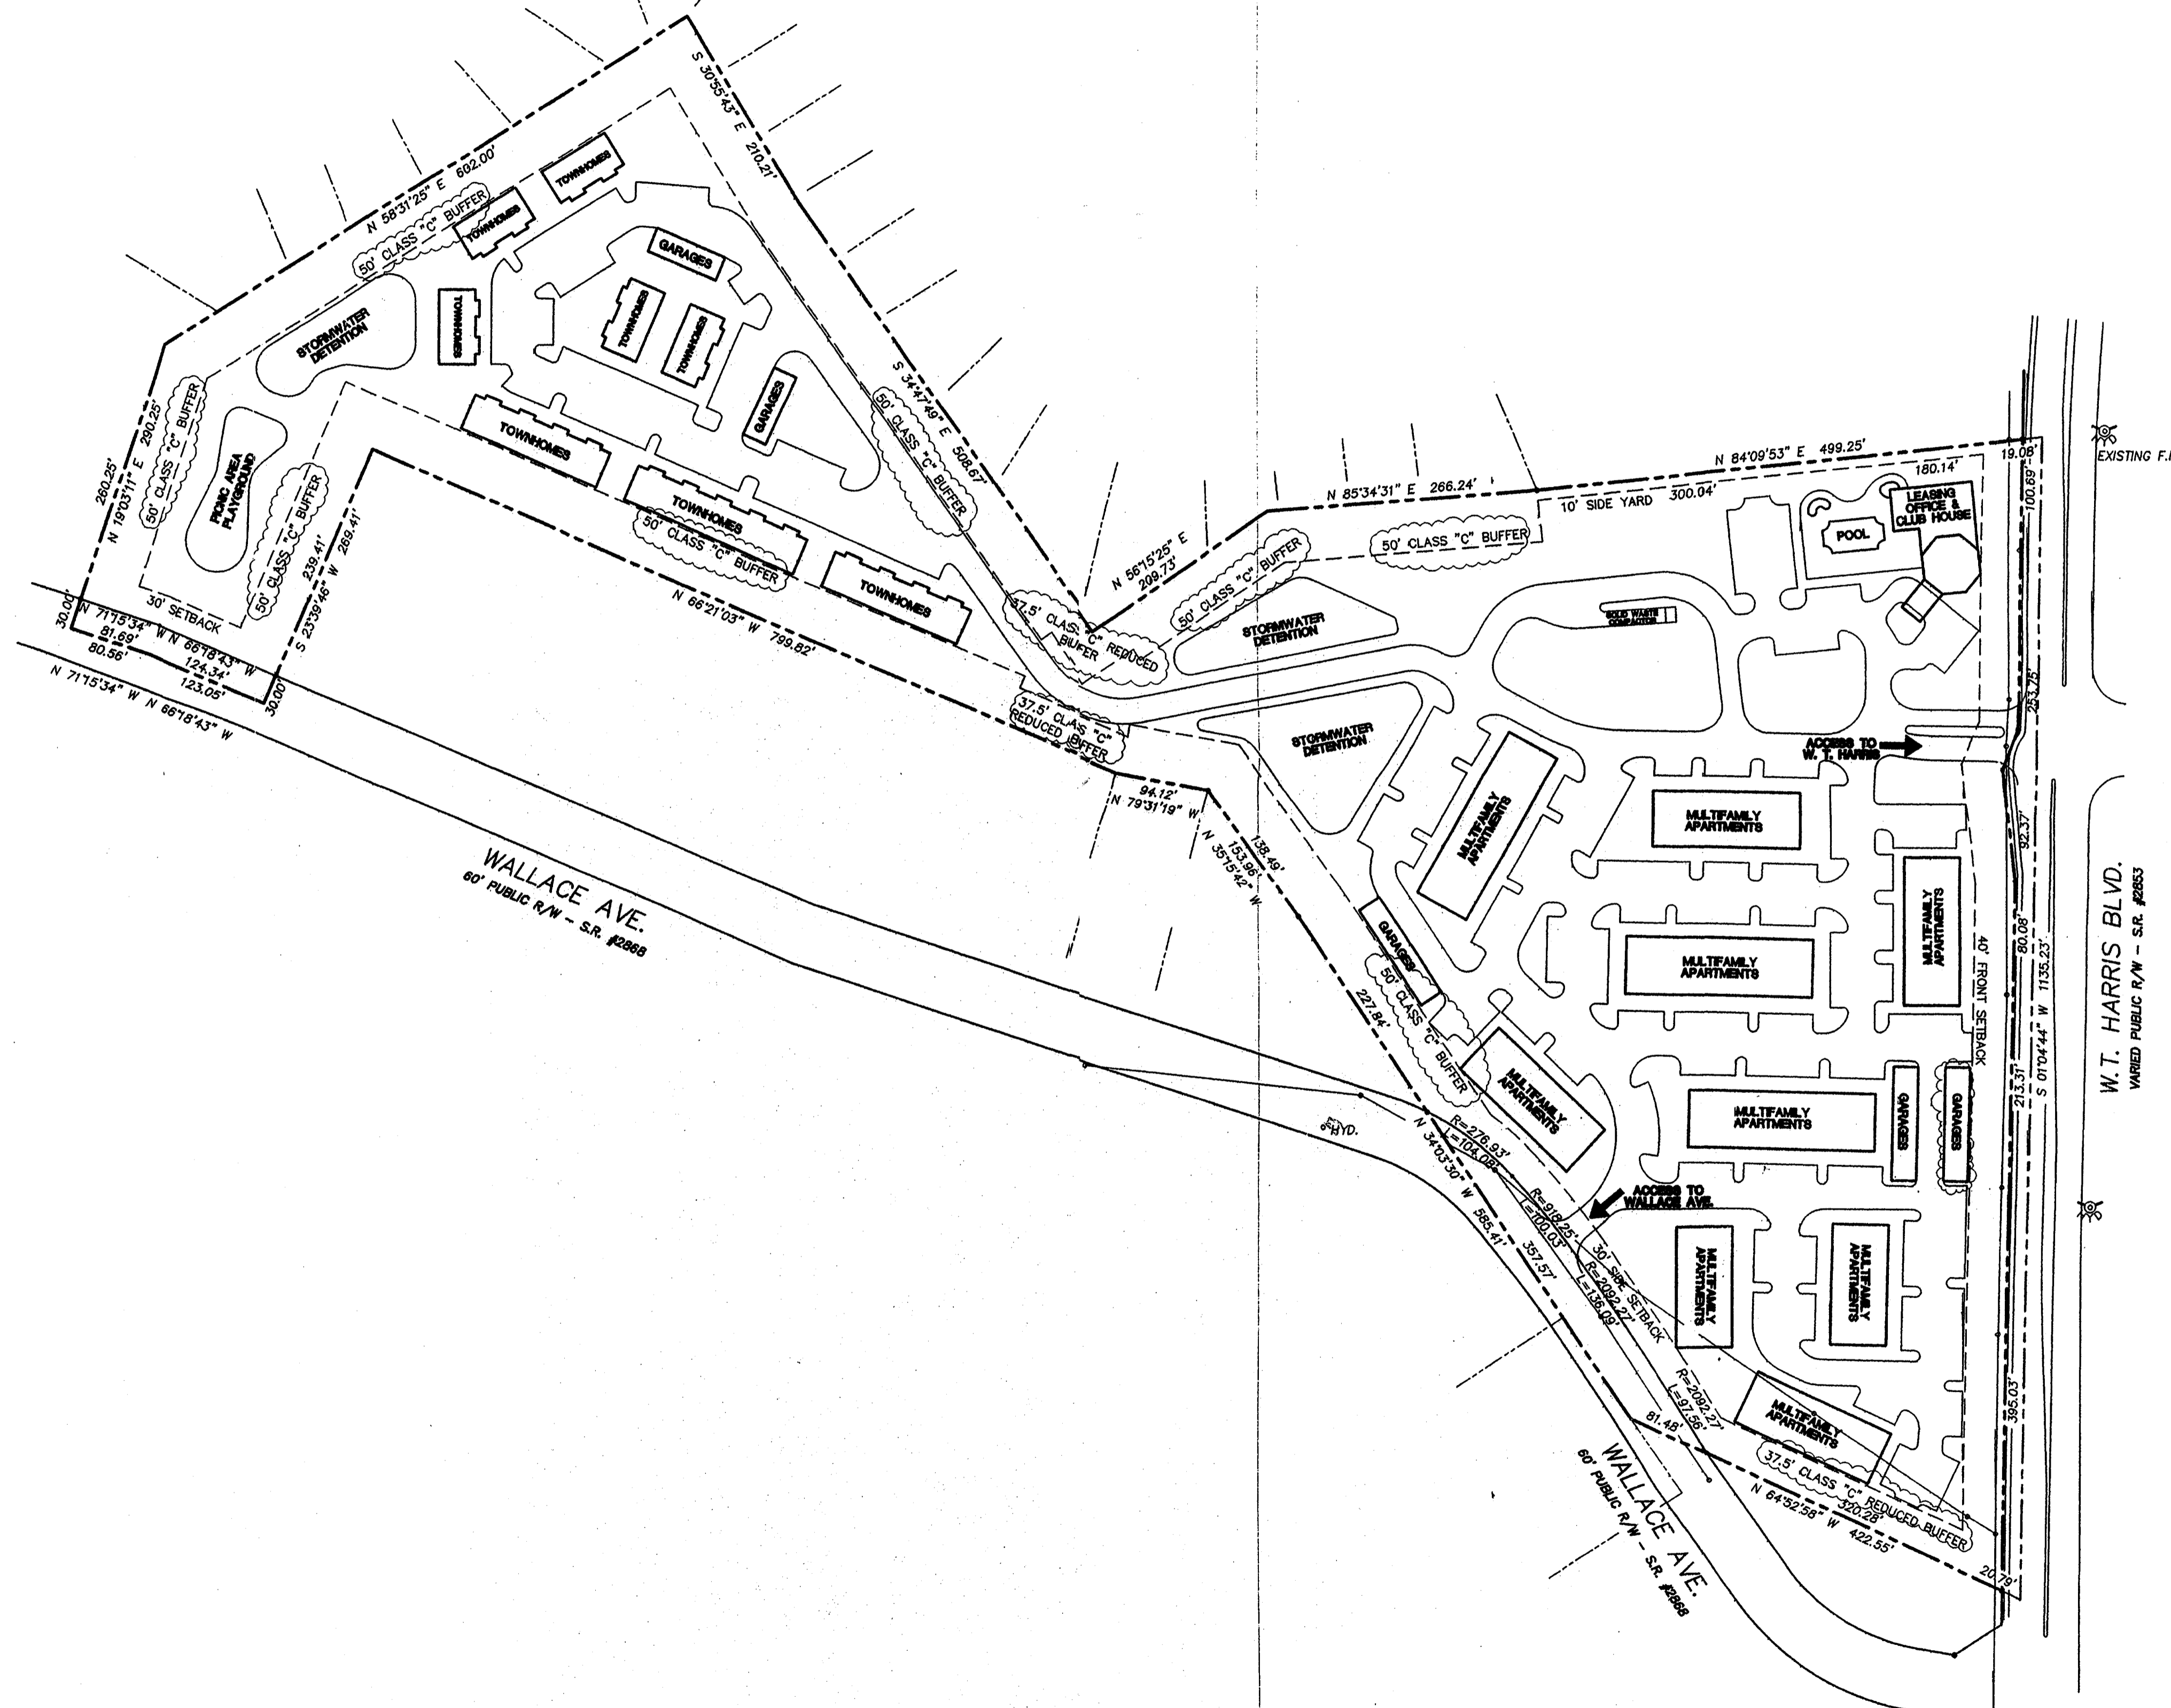 S 30°55'43" E 210.21'
N 58°31'25" E 602.00'
50' CLASS "C" BUFFER
TOWNHOMES
TOWNHOMES
GARAGES
TOWNHOMES
TOWNHOMES
TOWNHOMES
STORMWATER
DETENTION
GARAGES
S 34°47'49" E 508.67'
50' CLASS "C" BUFFER
TOWNHOMES
TOWNHOMES
50' CLASS "C" BUFFER
TOWNHOMES
N 66°21'03" W 799.82'
50' CLASS "C" BUFFER
260.25'
N 19°03'11" E 290.25'
PICNIC AREA
PLAYGROUND
50' CLASS "C" BUFFER
239.41'
S 23°39'46" W 269.41'
30' SETBACK
30.00'
N 71°15'34" W N 66°18'43" W
81.69'
124.34'
80.56'
123.05'
30.00'
N 71°15'34" W N 66°18'43" W
WALLACE AVE.
60' PUBLIC R/W - S.R. #2868
37.5' CLASS "C" REDUCED
BUFFER
37.5' CLASS "C"
REDUCED BUFFER
N 56°15'25" E
209.73'
50' CLASS "C" BUFFER
N 85°34'31" E 266.24'
50' CLASS "C" BUFFER
10' SIDE YARD 300.04'
N 84°09'53" E 499.25'
180.14'
19.08'
100.69'
EXISTING F.
LEASING
OFFICE &
CLUB HOUSE
POOL
SOLID WASTE
COMPACTOR
STORMWATER
DETENTION
STORMWATER
DETENTION
253.75'
ACCESS TO
W. T. HARRIS
94.12'
N 79°31'19" W
138.49'
153.96'
N 35°15'42" W
MULTIFAMILY
APARTMENTS
MULTIFAMILY
APARTMENTS
MULTIFAMILY
APARTMENTS
MULTIFAMILY
APARTMENTS
92.37'
80.08'
40' FRONT SETBACK
S 01°04'44" W 1135.23'
213.31'
W.T. HARRIS BLVD.
VARIED PUBLIC R/W - S.R. #2853
GARAGES
50' CLASS "C" BUFFER
227.84'
MULTIFAMILY
APARTMENTS
MULTIFAMILY
APARTMENTS
GARAGES
GARAGES
HYD.
R=276.93'
L=104.08'
N 34°03'30" W 585.41'
R=918.25'
L=100.03'
357.57'
ACCESS TO
WALLACE AVE.
30' SIDE SETBACK
R=2092.27'
L=136.09'
MULTIFAMILY
APARTMENTS
MULTIFAMILY
APARTMENTS
R=2092.27'
L=97.56'
81.48'
MULTIFAMILY
APARTMENTS
395.03'
37.5' CLASS "C" REDUCED BUFFER
320.28'
N 64°52'58" W 422.55'
20.79'
WALLACE AVE.
60' PUBLIC R/W - S.R. #2868